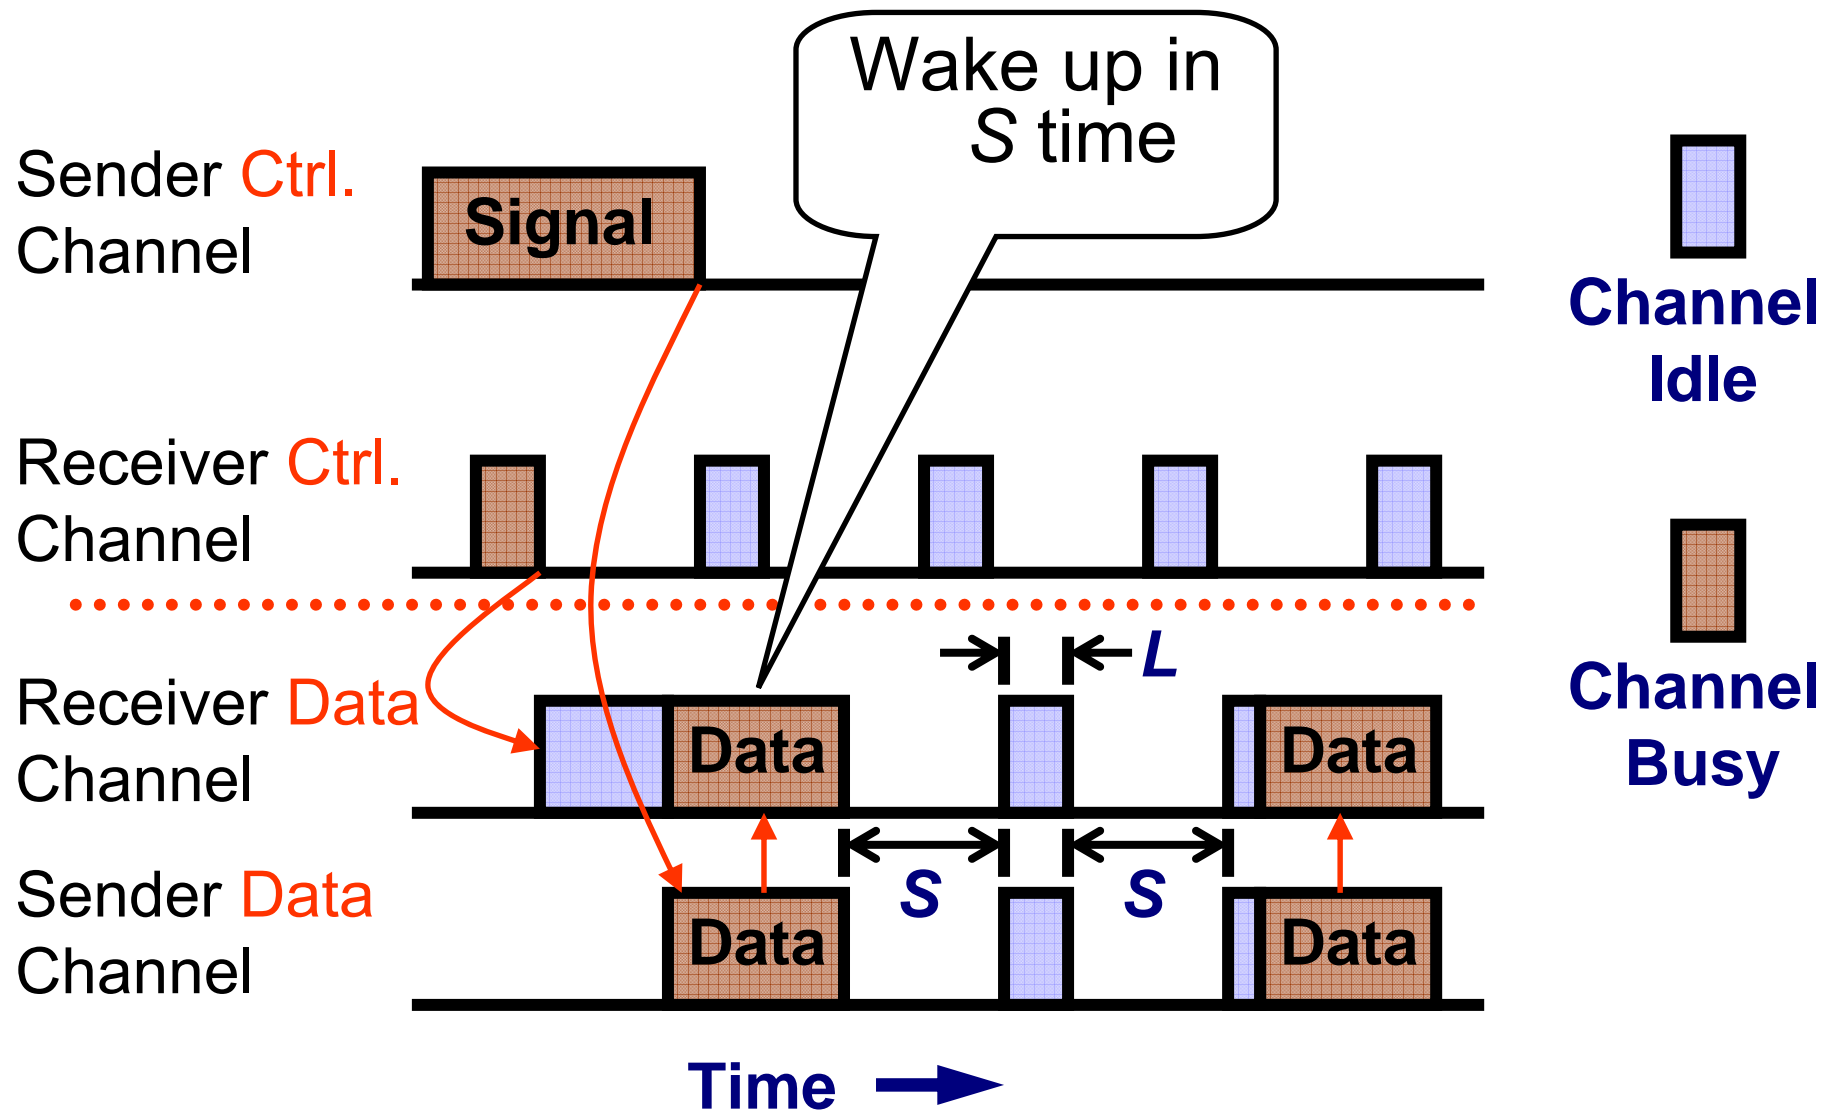 Wake up in
S time
Sender Ctrl.
Channel
Signal
Channel
Idle
Receiver Ctrl.
Channel
L
Receiver Data
Channel
Data
Data
Channel
Busy
S
S
Sender Data
Channel
Data
Data
Time